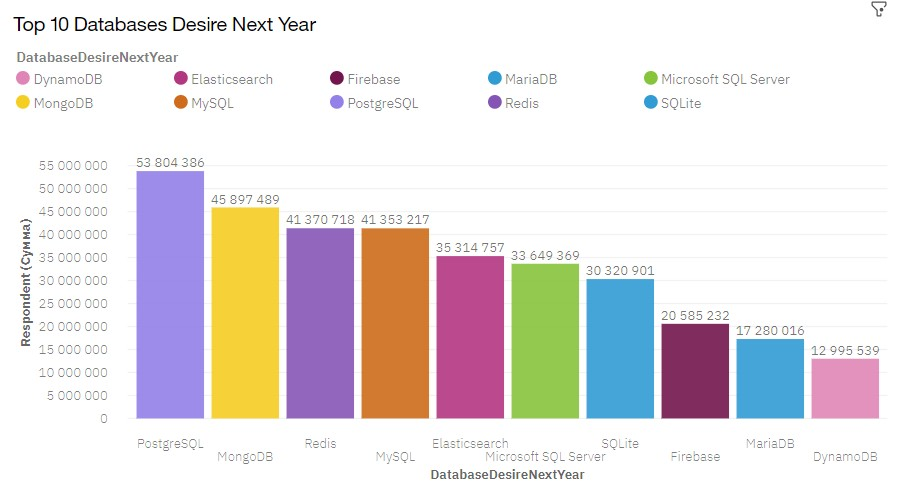 Top 10 Databases Desire Next Year
DatabaseDesireNextYear
DynamoDB Elasticsearch Firebase MariaDB Microsoft SQL Server
MongoDB MySQL PostgreSQL Redis SQLite
Respondent (Сумма)
55 000 000
50 000 000
45 000 000
40 000 000
35 000 000
30 000 000
25 000 000
20 000 000
15 000 000
10 000 000
5 000 000
0
53 804 386
45 897 489
41 370 718
41 353 217
35 314 757
33 649 369
30 320 901
20 585 232
17 280 016
12 995 539
PostgreSQL
MongoDB
Redis
MySQL
Elasticsearch
Microsoft SQL Server
SQLite
Firebase
MariaDB
DynamoDB
DatabaseDesireNextYear